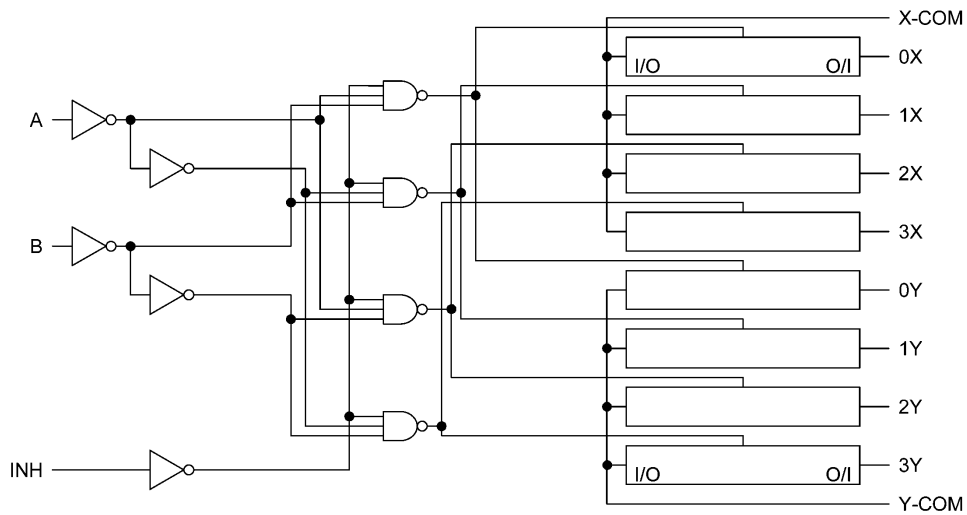 X-COM
I/O O/I 0X
1X
A
2X
3X
B
0Y
1Y
2Y
INH
I/O O/I 3Y
Y-COM